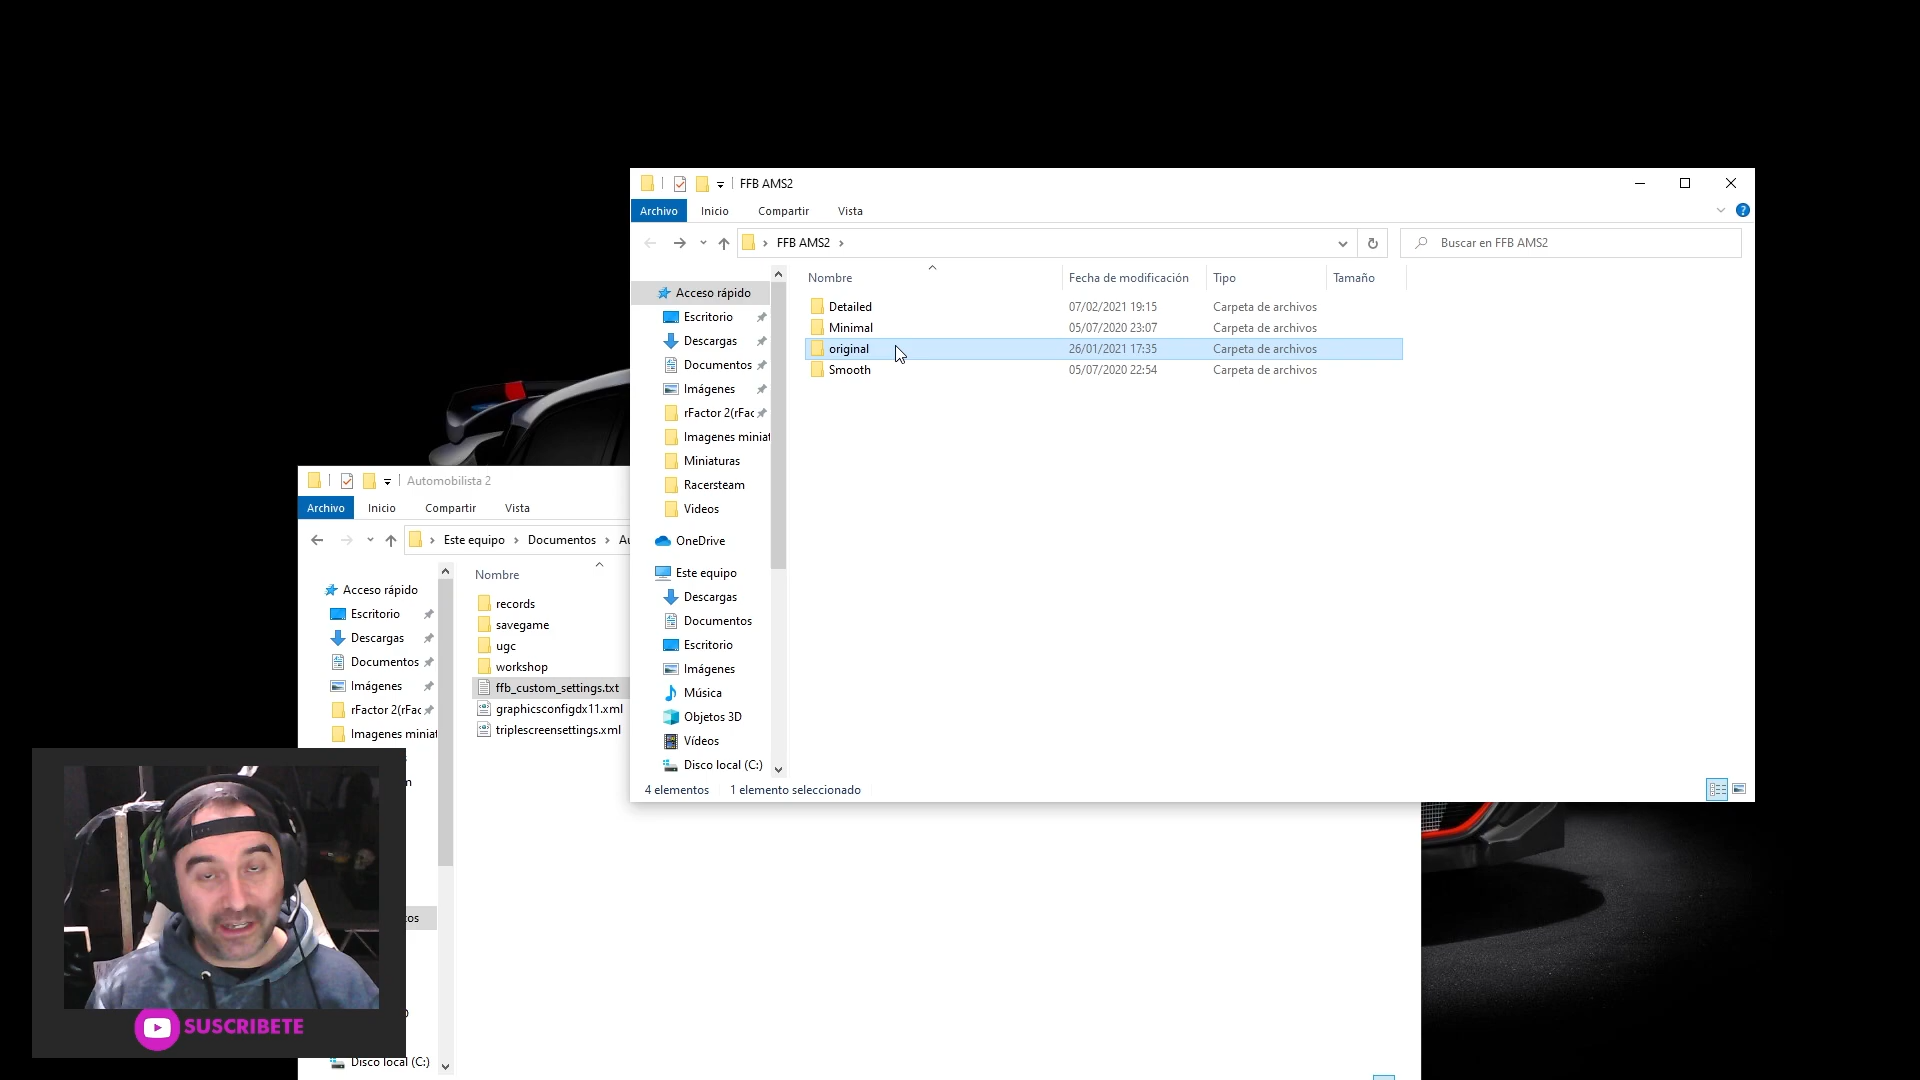 FFB AMS2
Archivo Inicio Compartir Vista
FFB AMS2
Buscar en FFB AMS2
Nombre Fecha de modificación Tipo Tamaño
Detailed 07/02/2021 19:15 Carpeta de archivos
Minimal 05/07/2020 23:07 Carpeta de archivos
original 26/01/2021 17:35 Carpeta de archivos
Smooth 05/07/2020 22:54 Carpeta de archivos
Acceso rápido
Escritorio
Descargas
Documentos
Imágenes
rFactor 2(rFac
Imagenes miniat
Miniaturas
Racersteam
Videos
OneDrive
Este equipo
Descargas
Documentos
Escritorio
Imágenes
Música
Objetos 3D
Vídeos
Disco local (C:)
4 elementos 1 elemento seleccionado
Automobilista 2
Archivo Inicio Compartir Vista
Este equipo Documentos Au
Nombre
Acceso rápido
Escritorio
Descargas
Documentos
Imágenes
rFactor 2(rFac
Imagenes miniat
records
savegame
ugc
workshop
ffb_custom_settings.txt
graphicsconfigdx11.xml
triplescreensettings.xml
Disco local (C:)
SUSCRIBETE